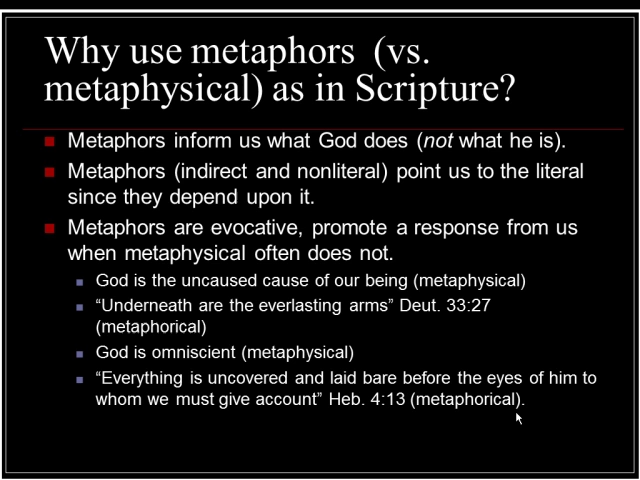 Why use metaphors (vs.
metaphysical) as in Scripture?
Metaphors inform us what God does (not what he is).
Metaphors (indirect and nonliteral) point us to the literal
since they depend upon it.
Metaphors are evocative, promote a response from us
when metaphysical often does not.
God is the uncaused cause of our being (metaphysical)
“Underneath are the everlasting arms” Deut. 33:27
(metaphorical)
God is omniscient (metaphysical)
“Everything is uncovered and laid bare before the eyes of him to
whom we must give account” Heb. 4:13 (metaphorical).